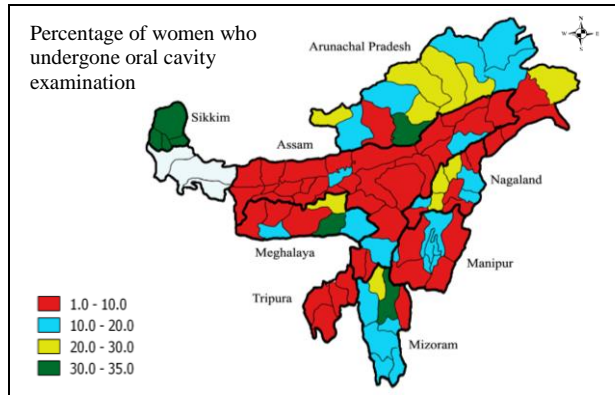 Percentage of women who
undergone oral cavity
examination
N
W
E
S
Arunachal Pradesh
Sikkim
Assam
Nagaland
Meghalaya
Manipur
Tripura
Mizoram
1.0 - 10.0
10.0 - 20.0
20.0 - 30.0
30.0 - 35.0